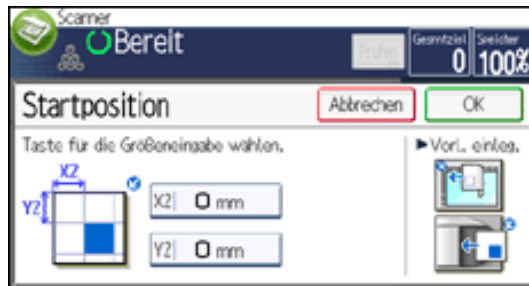 Scanner
Bereit
Prüfen
Gesmtziel
0
Speicher
100%
Startposition
Abbrechen
OK
Taste für die Größeneingabe wählen.
►Vorl. einleg.
X2
Y2
X2 0 mm
Y2 0 mm